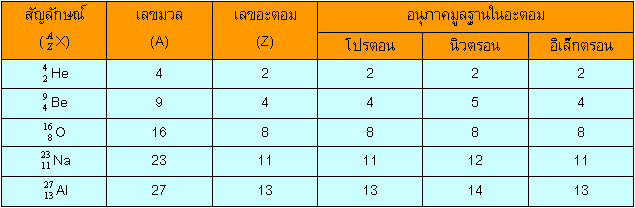 สัญลักษณ์ เลขมวล เลขอะตอม อนุภาคมูลฐานในอะตอม
(A/Z X) (A) (Z) โปรตอน นิวตรอน อิเล็กตรอน
4/2 He 4 2 2 2 2
9/4 Be 9 4 4 5 4
16/8 O 16 8 8 8 8
23/11 Na 23 11 11 12 11
27/13 Al 27 13 13 14 13